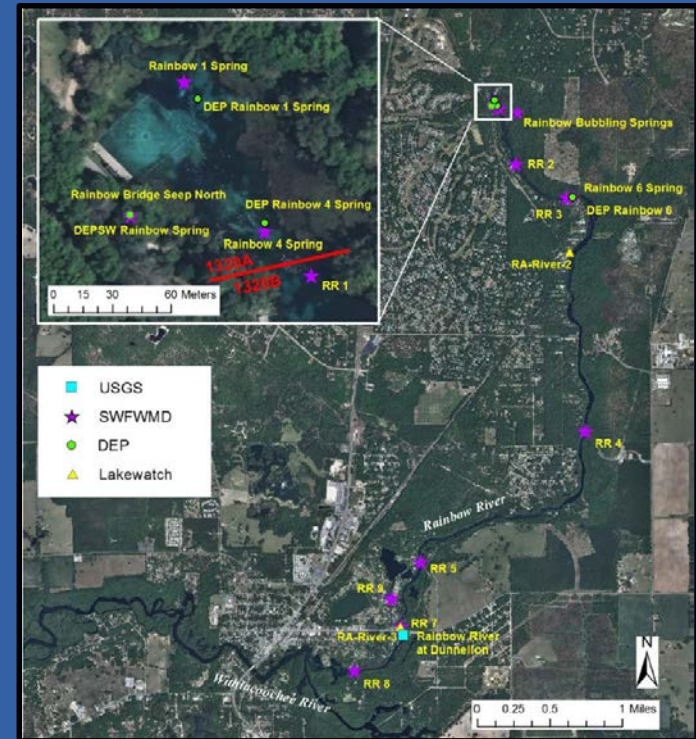 Rainbow 1 Spring
DEP Rainbow 1 Spring
Rainbow Bridge Seep North
DEPSW Rainbow Spring
DEP Rainbow 4 Spring
Rainbow 4 Spring
1320A
1320B
RR 1
0 15 30 60
Meters
Rainbow Bubbling Springs
RR 2
Rainbow 6 Spring
RR 3
DEP Rainbow 6
RA-River-2
USGS
SWFWMD
DEP
Lakewatch
RR 4
Rainbow River
RR 5
RR 9
RR 7
RA-River-3
Rainbow River
at Dunnellon
RR 8
Withlacoochee River
N
0 0.25 0.5 1 Miles